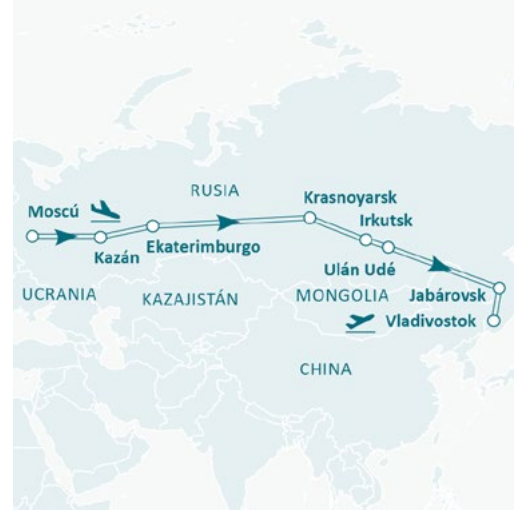 RUSIA
Krasnoyarsk
Moscú
Irkutsk
Kazán
Ekaterimburgo
Ulán Udé
UCRANIA
KAZAJISTÁN
MONGOLIA
Jabárovsk
Vladivostok
CHINA